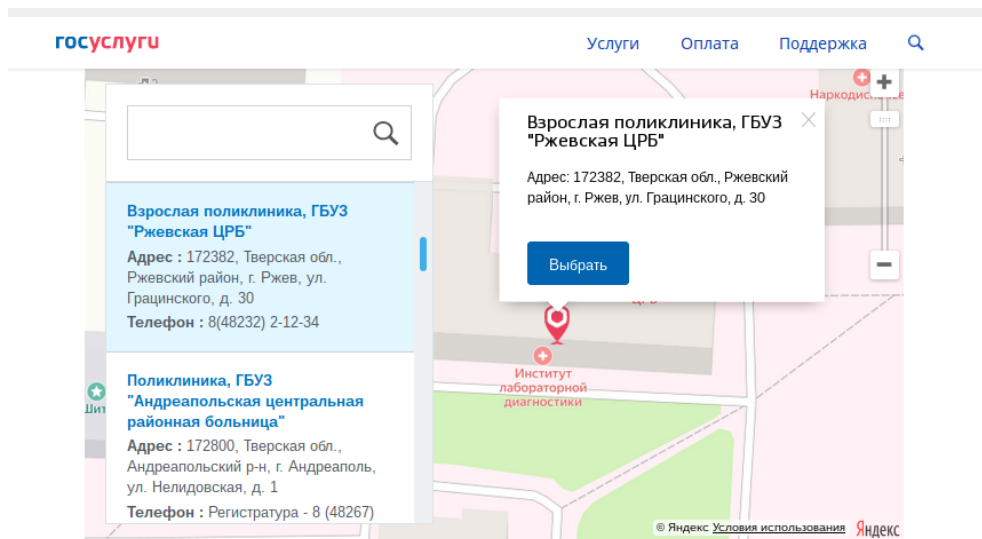 госуслуги
Услуги
Оплата
Поддержка
Взрослая поликлиника, ГБУЗ
"Ржевская ЦРБ"
Адрес : 172382, Тверская обл.,
Ржевский район, г. Ржев, ул.
Грацинского, д. 30
Телефон : 8(48232) 2-12-34
Поликлиника, ГБУЗ
"Андреапольская центральная
районная больница"
Адрес : 172800, Тверская обл.,
Андреапольский р-н, г. Андреаполь,
ул. Нелидовская, д. 1
Телефон : Регистратура - 8 (48267)
Взрослая поликлиника, ГБУЗ
"Ржевская ЦРБ"
Адрес: 172382, Тверская обл., Ржевский
район, г. Ржев, ул. Грацинского, д. 30
Выбрать
Институт
лабораторной
диагностики
© Яндекс Условия использования
Яндекс